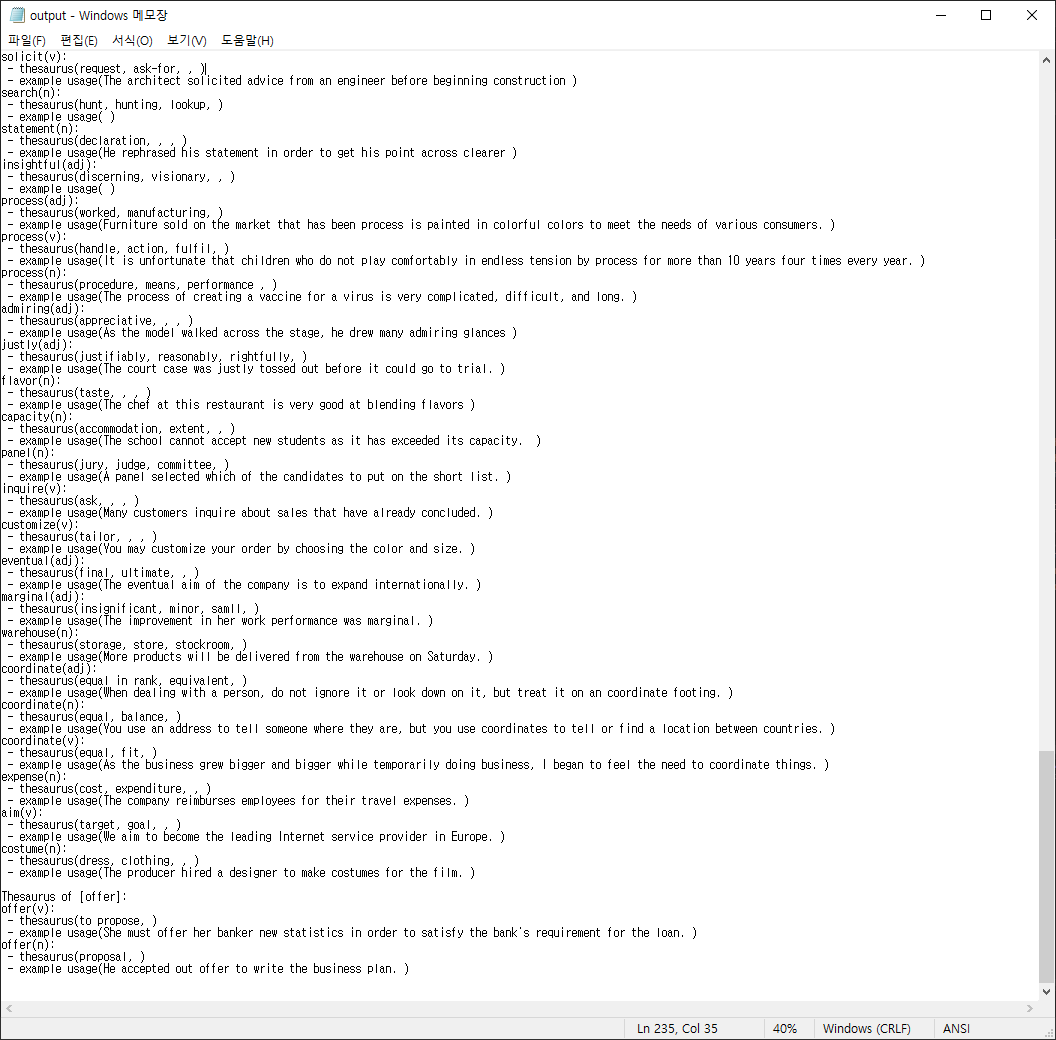 output - Windows 메모장
파일(F) 편집(E) 서식(O) 보기(V) 도움말(H)
solicit(v):
- thesaurus(request, ask-for, , )
- example usage(The architect solicited advice from an engineer before beginning construction )
search(n):
- thesaurus(hunt, hunting, lookup, )
- example usage( )
statement(n):
- thesaurus(declaration, , , )
- example usage(He rephrased his statement in order to get his point across clearer )
insightful(adj):
- thesaurus(discerning, visionary, , )
- example usage( )
process(adj):
- thesaurus(worked, manufacturing, )
- example usage(Furniture sold on the market that has been process is painted in colorful colors to meet the needs of various consumers. )
process(v):
- thesaurus(handle, action, fulfil, )
- example usage(It is unfortunate that children who do not play comfortably in endless tension by process for more than 10 years four times every year. )
process(n):
- thesaurus(procedure, means, performance , )
- example usage(The process of creating a vaccine for a virus is very complicated, difficult, and long. )
admiring(adj):
- thesaurus(appreciative, , , )
- example usage(As the model walked across the stage, he drew many admiring glances )
justly(adj):
- thesaurus(justifiably, reasonably, rightfully, )
- example usage(The court case was justly tossed out before it could go to trial. )
flavor(n):
- thesaurus(taste, , , )
- example usage(The chef at this restaurant is very good at blending flavors )
capacity(n):
- thesaurus(accommodation, extent, , )
- example usage(The school cannot accept new students as it has exceeded its capacity.  )
panel(n):
- thesaurus(jury, judge, committee, )
- example usage(A panel selected which of the candidates to put on the short list. )
inquire(v):
- thesaurus(ask, , , )
- example usage(Many customers inquire about sales that have already concluded. )
customize(v):
- thesaurus(tailor, , , )
- example usage(You may customize your order by choosing the color and size. )
eventual(adj):
- thesaurus(final, ultimate, , )
- example usage(The eventual aim of the company is to expand internationally. )
marginal(adj):
- thesaurus(insignificant, minor, samll, )
- example usage(The improvement in her work performance was marginal. )
warehouse(n):
- thesaurus(storage, store, stockroom, )
- example usage(More products will be delivered from the warehouse on Saturday. )
coordinate(adj):
- thesaurus(equal in rank, equivalent, )
- example usage(When dealing with a person, do not ignore it or look down on it, but treat it on an coordinate footing. )
coordinate(n):
- thesaurus(equal, balance, )
- example usage(You use an address to tell someone where they are, but you use coordinates to tell or find a location between countries. )
coordinate(v):
- thesaurus(equal, fit, )
- example usage(As the business grew bigger and bigger while temporarily doing business, I began to feel the need to coordinate things. )
expense(n):
- thesaurus(cost, expenditure, , )
- example usage(The company reimburses employees for their travel expenses. )
aim(v):
- thesaurus(target, goal, , )
- example usage(We aim to become the leading Internet service provider in Europe. )
costume(n):
- thesaurus(dress, clothing, , )
- example usage(The producer hired a designer to make costumes for the film. )

Thesaurus of [offer]:
offer(v):
- thesaurus(to propose, )
- example usage(She must offer her banker new statistics in order to satisfy the bank's requirement for the loan. )
offer(n):
- thesaurus(proposal, )
- example usage(He accepted out offer to write the business plan. )
Ln 235, Col 35 40% Windows (CRLF) ANSI